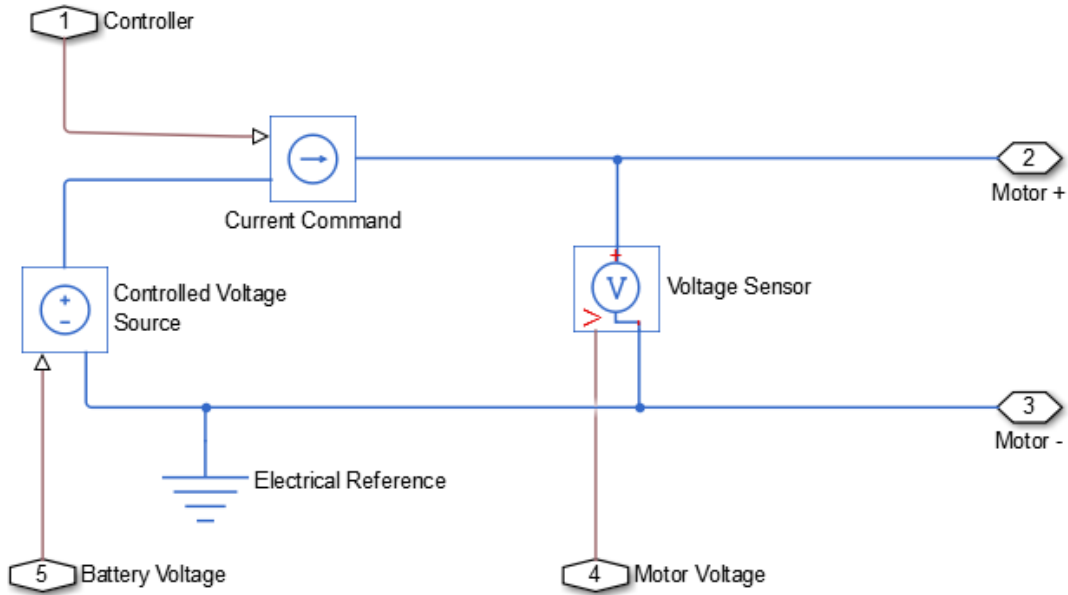 1 Controller
2
Motor +
Current Command
Controlled Voltage
Source
+
V
Voltage Sensor
3
Motor -
Electrical Reference
5 Battery Voltage
4 Motor Voltage